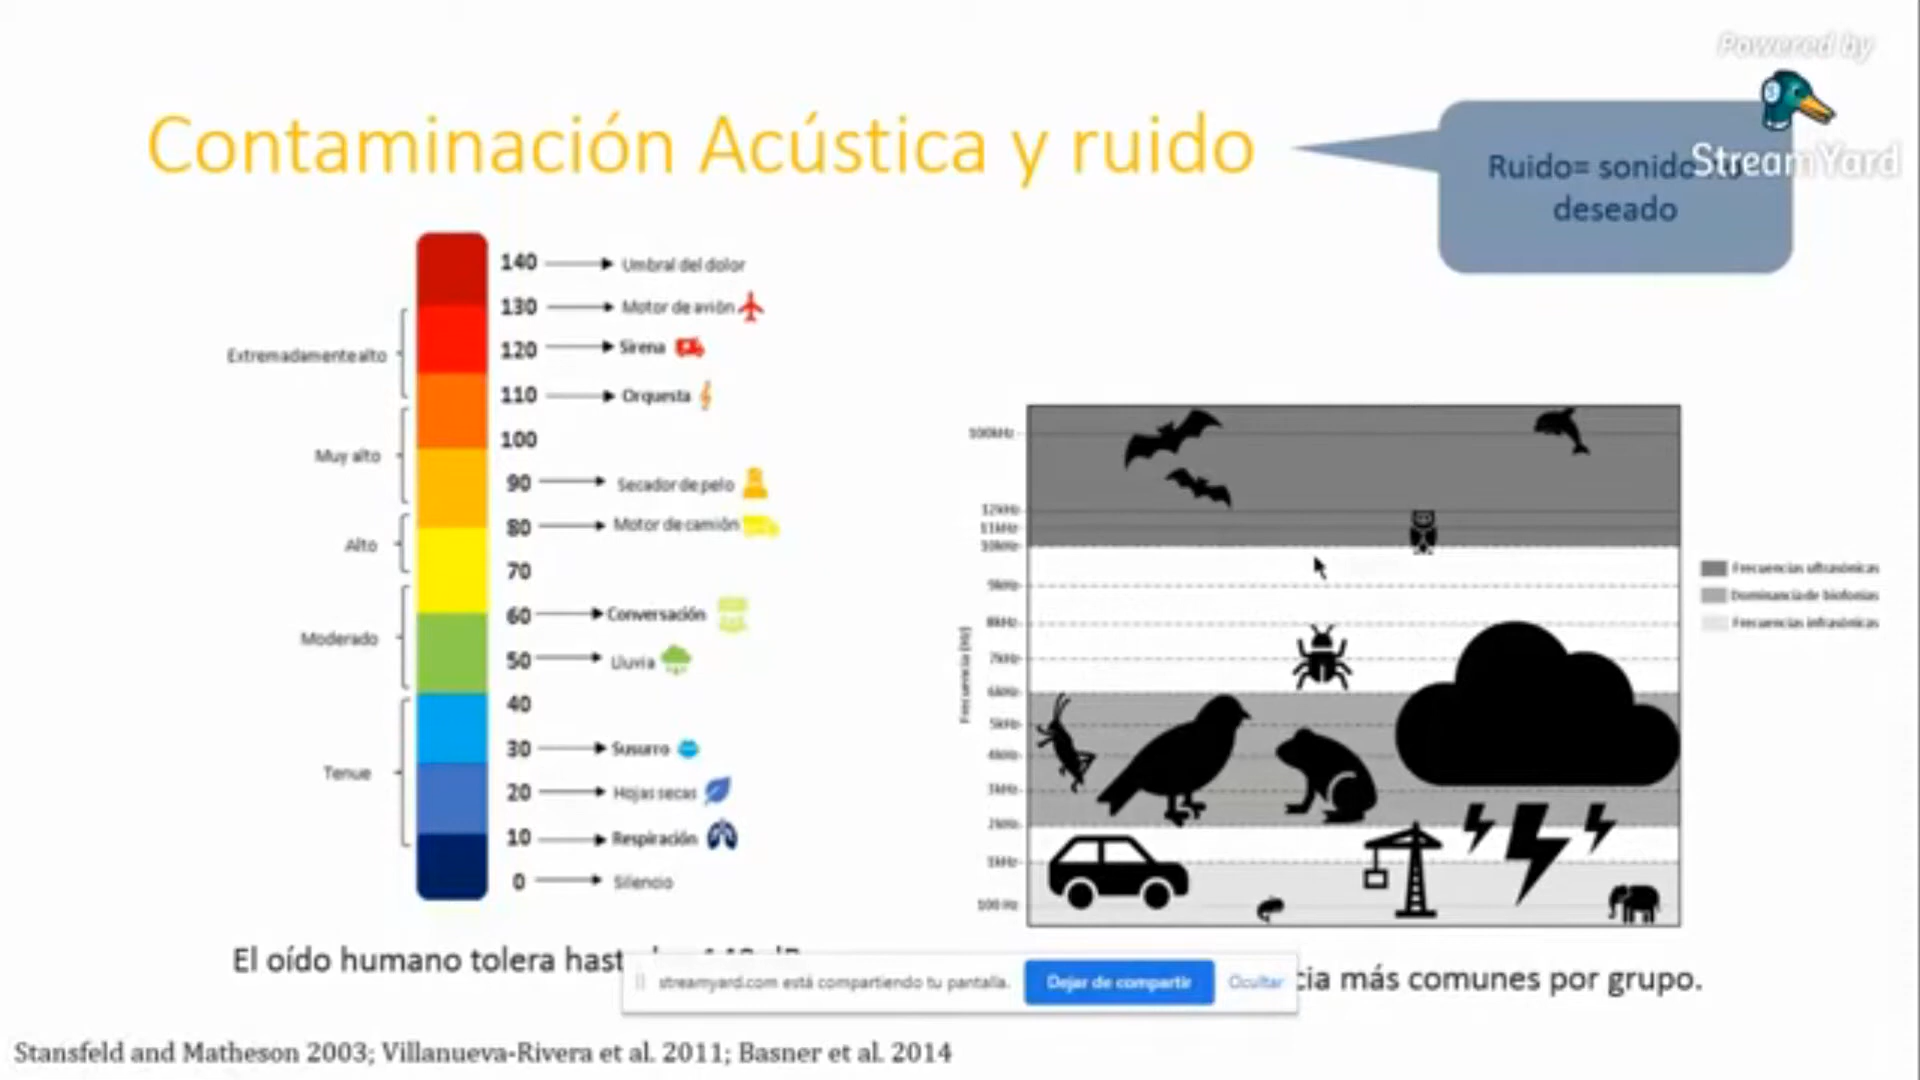 Powered by
StreamYard
Contaminación Acústica y ruido
Ruido= sonido
deseado
140 Umbral del dolor
130 Motor de avión
Extremadamente alto
120 Sirena
110 Orquesta
100
Muy alto
90 Secador de pelo
80 Motor de camión
Alto
70
60 Conversación
Moderado
50 Lluvia
40
30 Susurro
Tenue
20 Hojas secas
10 Respiración
0 Silencio
Frecuencia (Hz)
100kHz
12kHz
11kHz
10kHz
9kHz
8kHz
7kHz
6kHz
5kHz
4kHz
3kHz
2kHz
1kHz
100 Hz
Frecuencias ultrasónicas
Dominancia de biofonías
Frecuencias infrasónicas
El oído humano tolera
más comunes por grupo.
streamyard.com está compartiendo tu pantalla.
Dejar de compartir
Ocultar
Stansfeld and Matheson 2003; Villanueva-Rivera et al. 2011; Basner et al. 2014